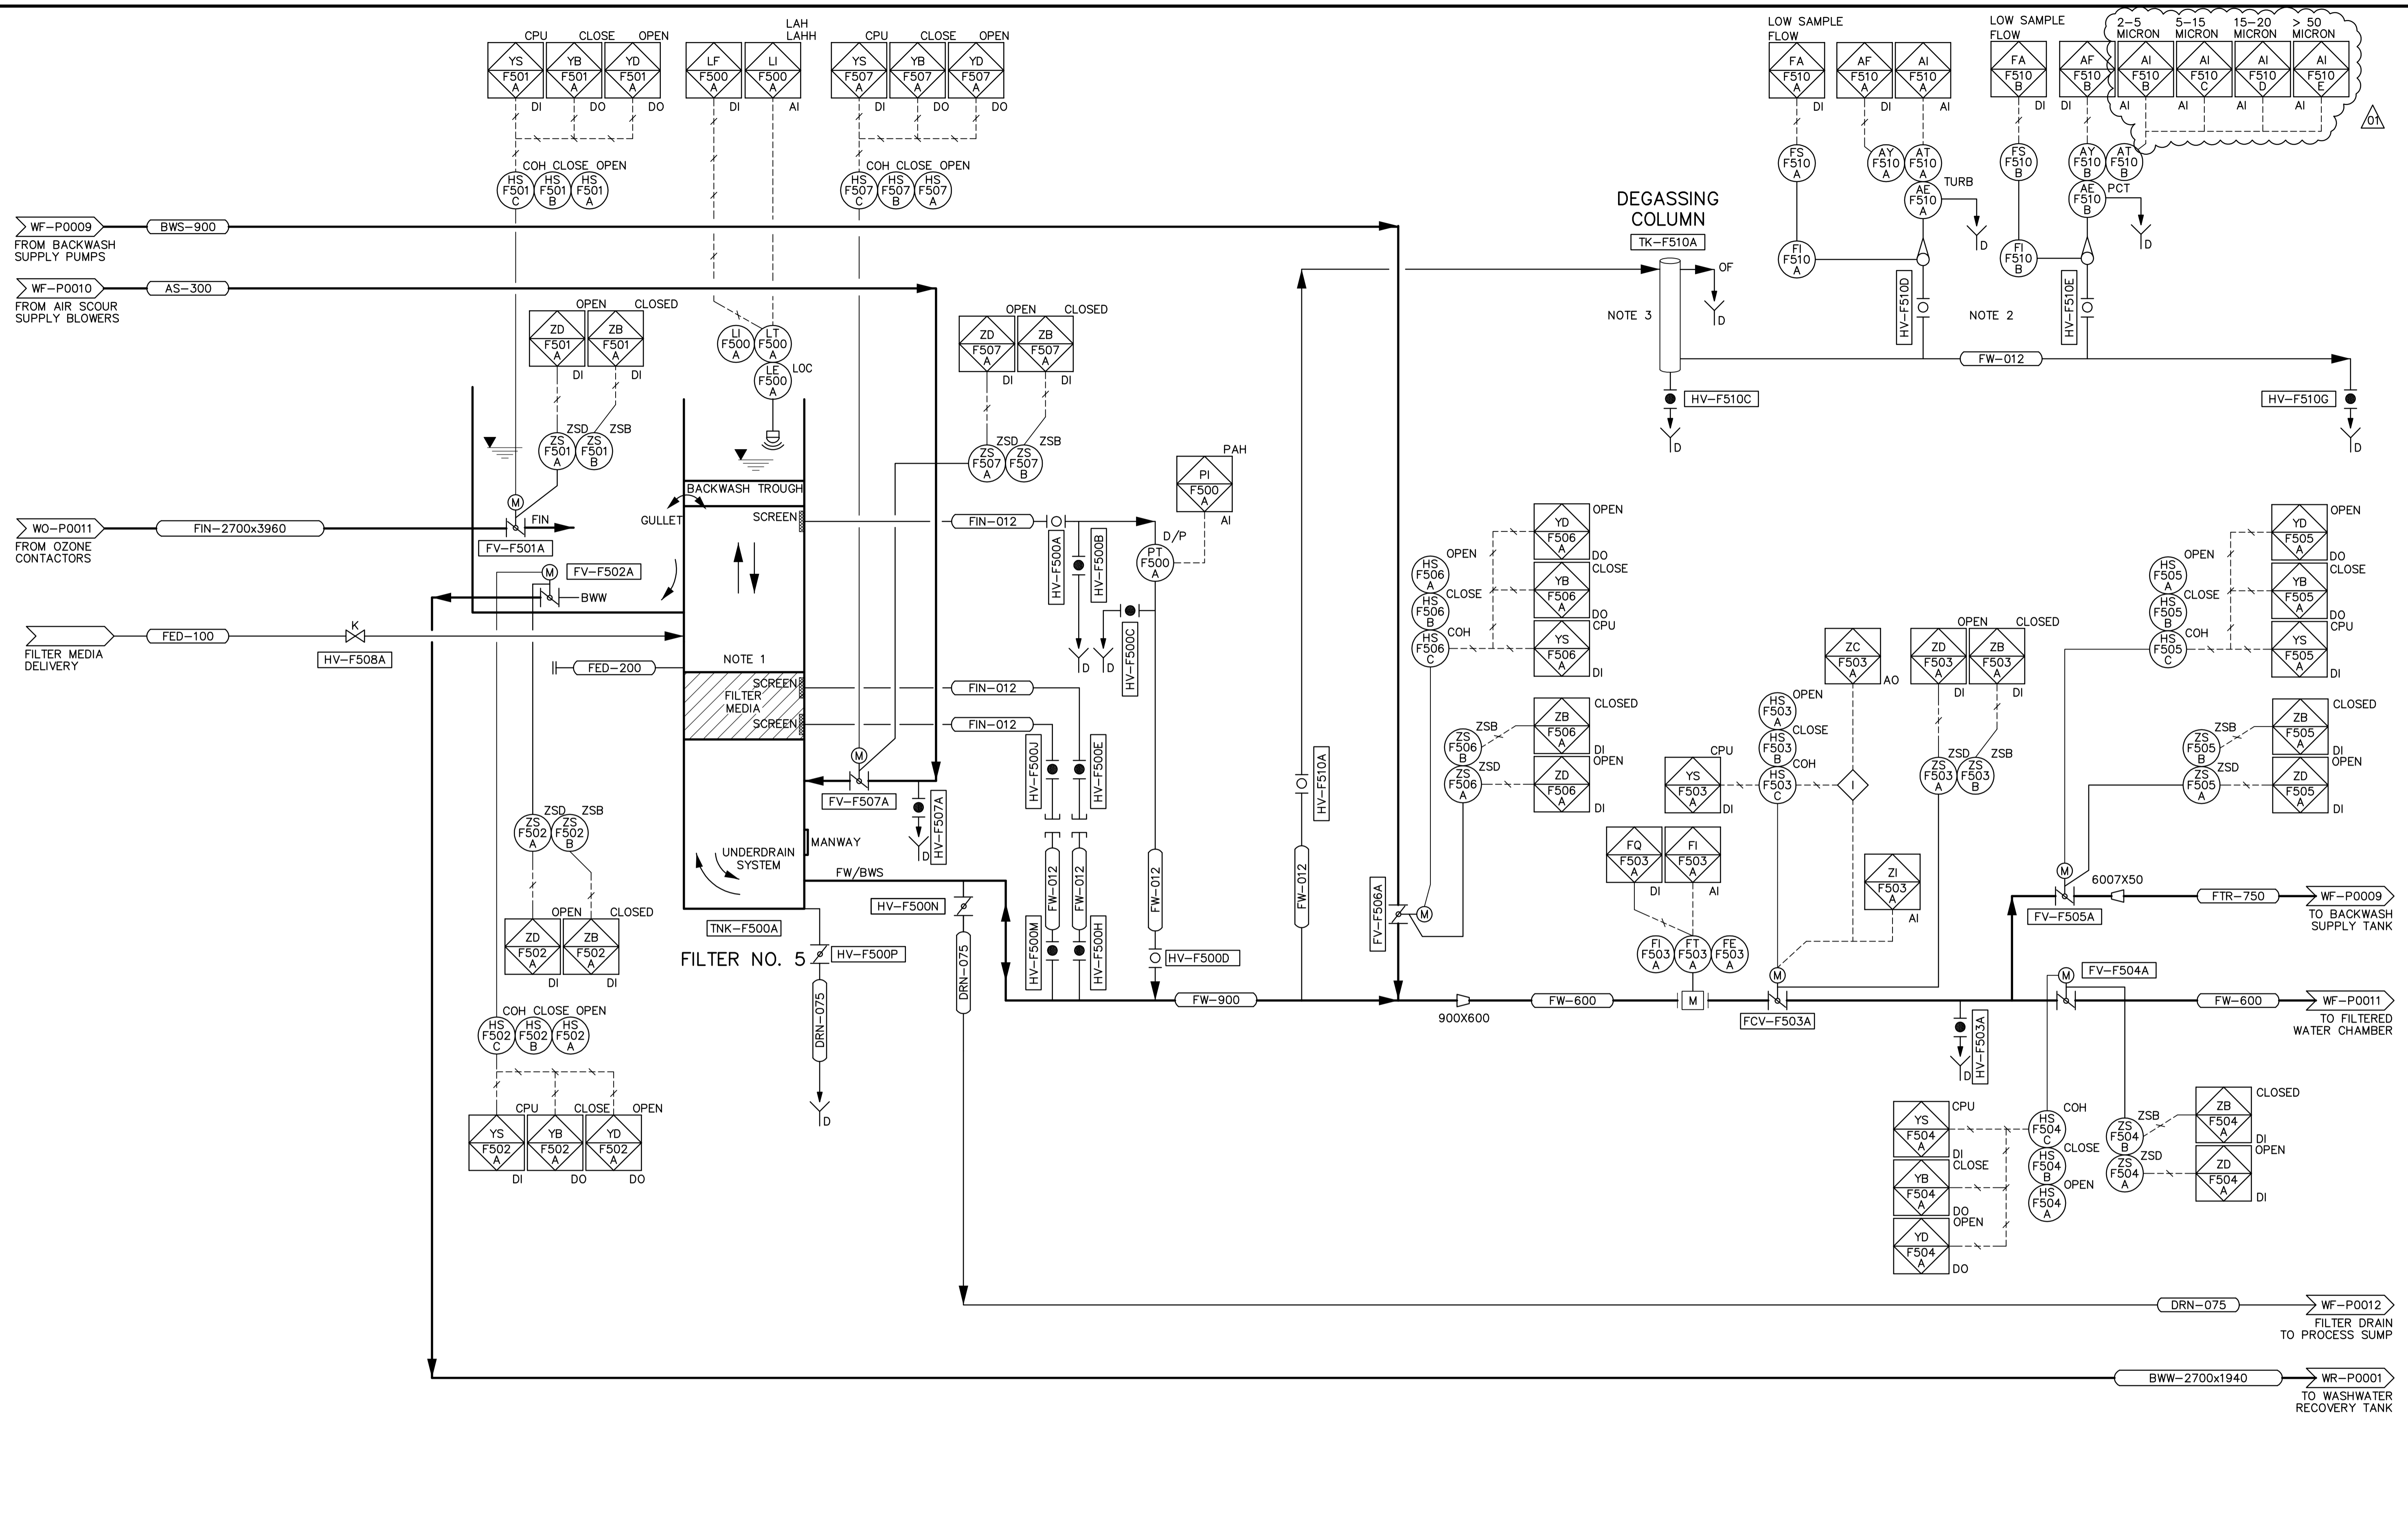 CPU
CLOSE
OPEN
YS
F501
A
DI
YB
F501
A
DO
YD
F501
A
DO
COH CLOSE OPEN
HS
F501
C
HS
F501
B
HS
F501
A
LAH
LAHH
LF
F500
A
DI
LI
F500
A
AI
CPU
CLOSE
OPEN
YS
F507
A
DI
YB
F507
A
DO
YD
F507
A
DO
COH CLOSE OPEN
HS
F507
C
HS
F507
B
HS
F507
A
LOW SAMPLE
FLOW
FA
F510
A
DI
AF
F510
A
DI
AI
F510
A
AI
FS
F510
A
AY
F510
A
AT
F510
A
AE
F510
A
TURB
FI
F510
A
D
HV-F510D
LOW SAMPLE
FLOW
FA
F510
B
DI
AF
F510
B
DI
2-5
MICRON
AI
F510
B
AI
5-15
MICRON
AI
F510
C
AI
15-20
MICRON
AI
F510
D
AI
> 50
MICRON
AI
F510
E
AI
01
FS
F510
B
AY
F510
B
AT
F510
B
AE
F510
B
PCT
FI
F510
B
D
HV-F510E
NOTE 2
DEGASSING
COLUMN
TK-F510A
OF
D
NOTE 3
FW-012
HV-F510C
D
HV-F510G
D
WF-P0009
BWS-900
FROM BACKWASH
SUPPLY PUMPS
WF-P0010
AS-300
FROM AIR SCOUR
SUPPLY BLOWERS
OPEN
CLOSED
ZD
F501
A
DI
ZB
F501
A
DI
ZSD
ZSB
ZS
F501
A
ZS
F501
B
LI
F500
A
LT
F500
A
LE
F500
A
LOC
OPEN
CLOSED
ZD
F507
A
DI
ZB
F507
A
DI
ZSD
ZSB
ZS
F507
A
ZS
F507
B
PAH
PI
F500
A
AI
D/P
PT
F500
A
WO-P0011
FIN-2700x3960
FROM OZONE
CONTACTORS
M
FIN
FV-F501A
M
FV-F502A
BWW
GULLET
BACKWASH TROUGH
SCREEN
FIN-012
HV-F500A
HV-F500B
HV-F500C
D
D
FED-100
FILTER MEDIA
DELIVERY
K
HV-F508A
FED-200
NOTE 1
SCREEN
FILTER
MEDIA
SCREEN
FIN-012
FIN-012
M
FV-F507A
HV-F507A
D
MANWAY
UNDERDRAIN
SYSTEM
FW/BWS
TNK-F500A
FILTER NO. 5
HV-F500P
DRN-075
D
HV-F500N
DRN-075
HV-F500J
HV-F500E
FW-012
FW-012
HV-F500M
HV-F500H
FW-012
HV-F500D
FW-900
HV-F510A
FW-012
FV-F506A
M
ZSD
ZSB
ZS
F502
A
ZS
F502
B
OPEN
CLOSED
ZD
F502
A
DI
ZB
F502
A
DI
COH CLOSE OPEN
HS
F502
C
HS
F502
B
HS
F502
A
CPU
CLOSE
OPEN
YS
F502
A
DI
YB
F502
A
DO
YD
F502
A
DO
OPEN
HS
F506
A
CLOSE
HS
F506
B
COH
HS
F506
C
OPEN
YD
F506
A
DO
CLOSE
YB
F506
A
DO
CPU
YS
F506
A
DI
ZSB
ZS
F506
B
ZSD
ZS
F506
A
CLOSED
ZB
F506
A
DI
OPEN
ZD
F506
A
DI
900X600
FW-600
CPU
YS
F503
A
DI
OPEN
HS
F503
A
CLOSE
HS
F503
B
COH
HS
F503
C
ZC
F503
A
AO
I
OPEN
CLOSED
ZD
F503
A
DI
ZB
F503
A
DI
ZSD
ZSB
ZS
F503
A
ZS
F503
B
FQ
F503
A
DI
FI
F503
A
AI
ZI
F503
A
AI
FI
F503
A
FT
F503
A
FE
F503
A
M
M
FCV-F503A
HV-F503A
D
OPEN
HS
F505
A
CLOSE
HS
F505
B
COH
HS
F505
C
OPEN
YD
F505
A
DO
CLOSE
YB
F505
A
DO
CPU
YS
F505
A
DI
ZSB
ZS
F505
B
ZSD
ZS
F505
A
CLOSED
ZB
F505
A
DI
OPEN
ZD
F505
A
DI
M
6007X50
FV-F505A
FTR-750
WF-P0009
TO BACKWASH
SUPPLY TANK
M
FV-F504A
FW-600
WF-P0011
TO FILTERED
WATER CHAMBER
CPU
YS
F504
A
DI
CLOSE
YB
F504
A
DO
OPEN
YD
F504
A
DO
COH
HS
F504
C
CLOSE
HS
F504
B
OPEN
HS
F504
A
ZSB
ZS
F504
B
ZSD
ZS
F504
A
CLOSED
ZB
F504
A
DI
OPEN
ZD
F504
A
DI
DRN-075
WF-P0012
FILTER DRAIN
TO PROCESS SUMP
BWW-2700x1940
WR-P0001
TO WASHWATER
RECOVERY TANK